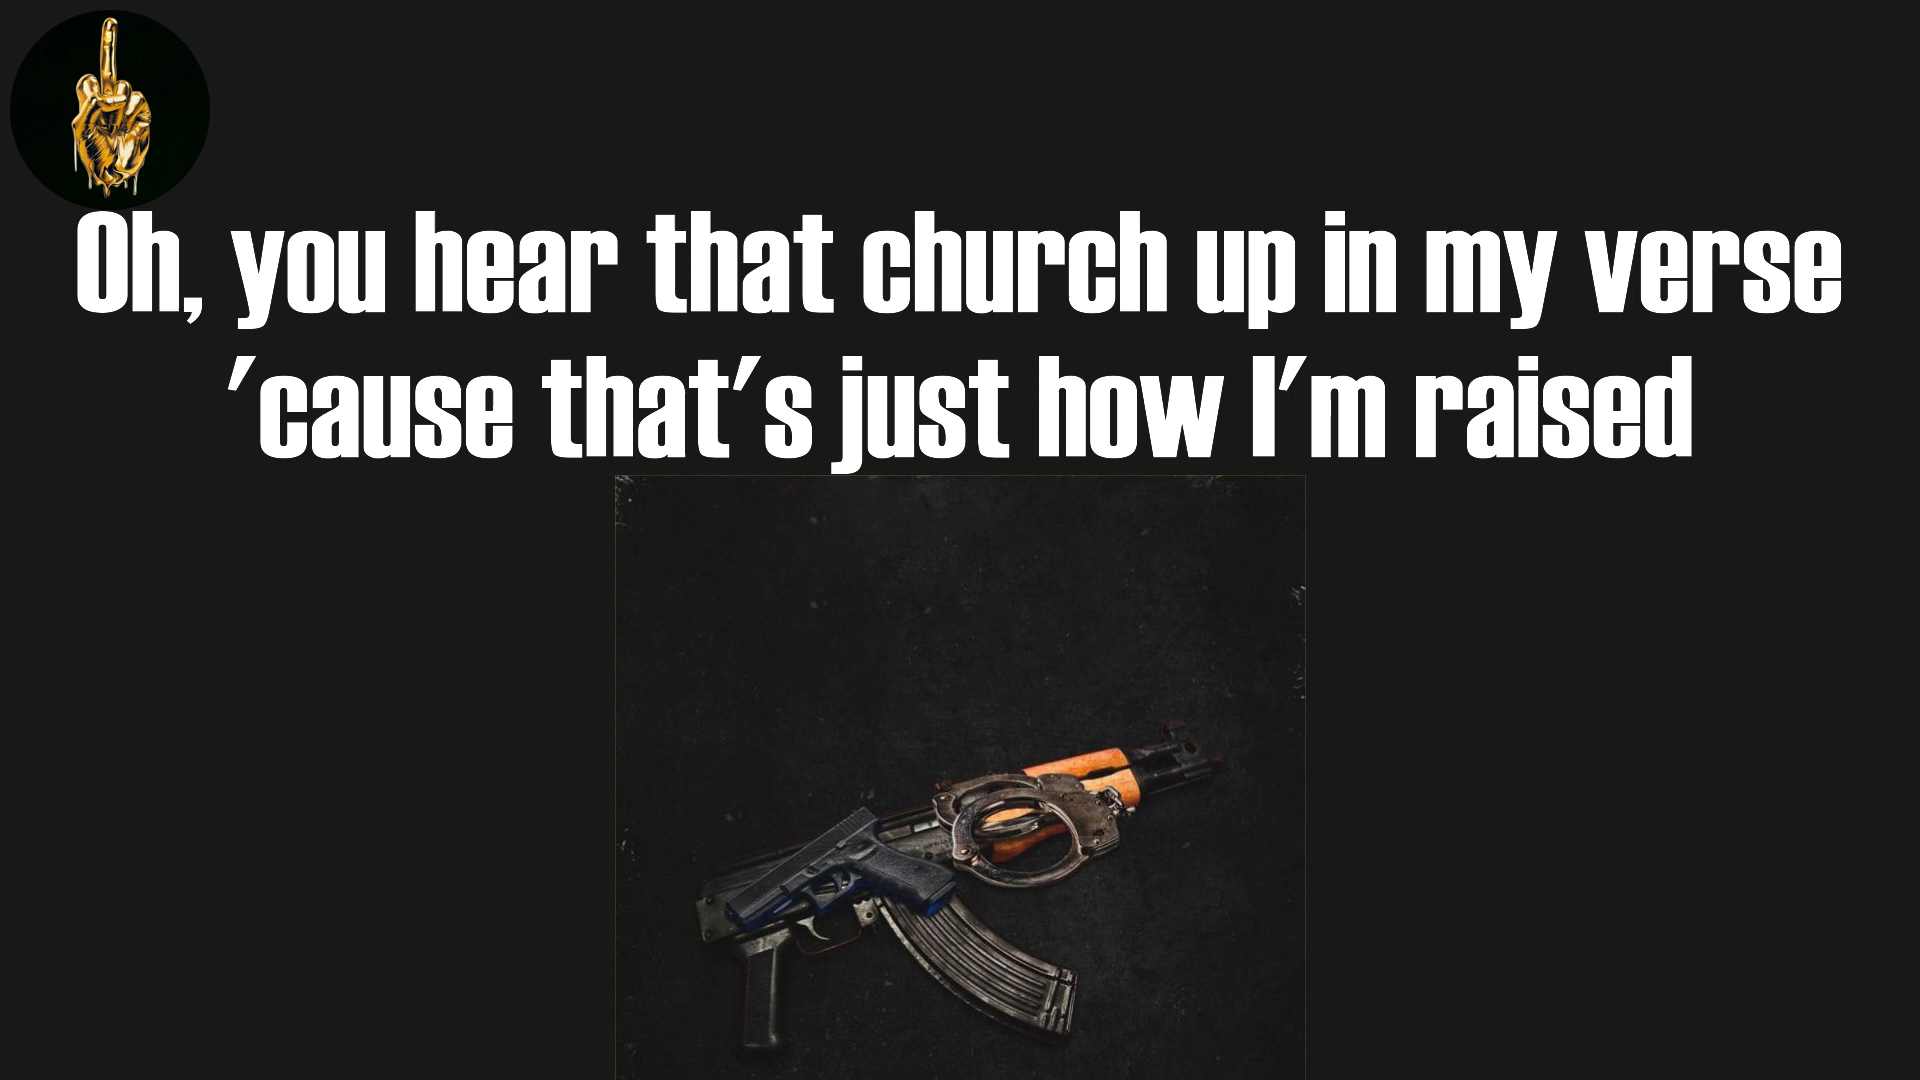 Oh, you hear that church up in my verse
'cause that's just how I'm raised